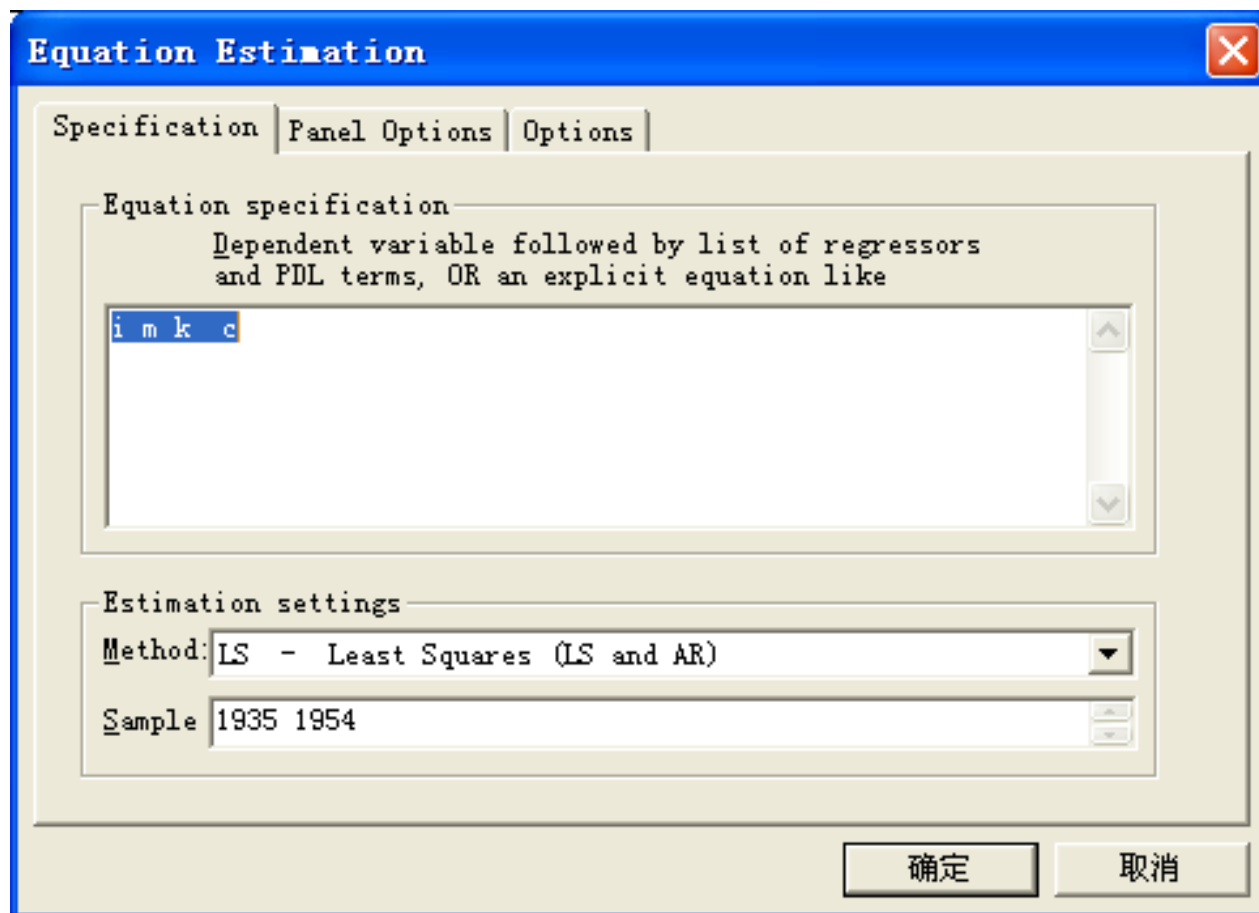 Equation Estimation
Specification Panel Options Options
Equation specification
Dependent variable followed by list of regressors
and PDL terms, OR an explicit equation like
i m k  c
Estimation settings
Method: LS  -  Least Squares (LS and AR)
Sample 1935 1954
确定 取消